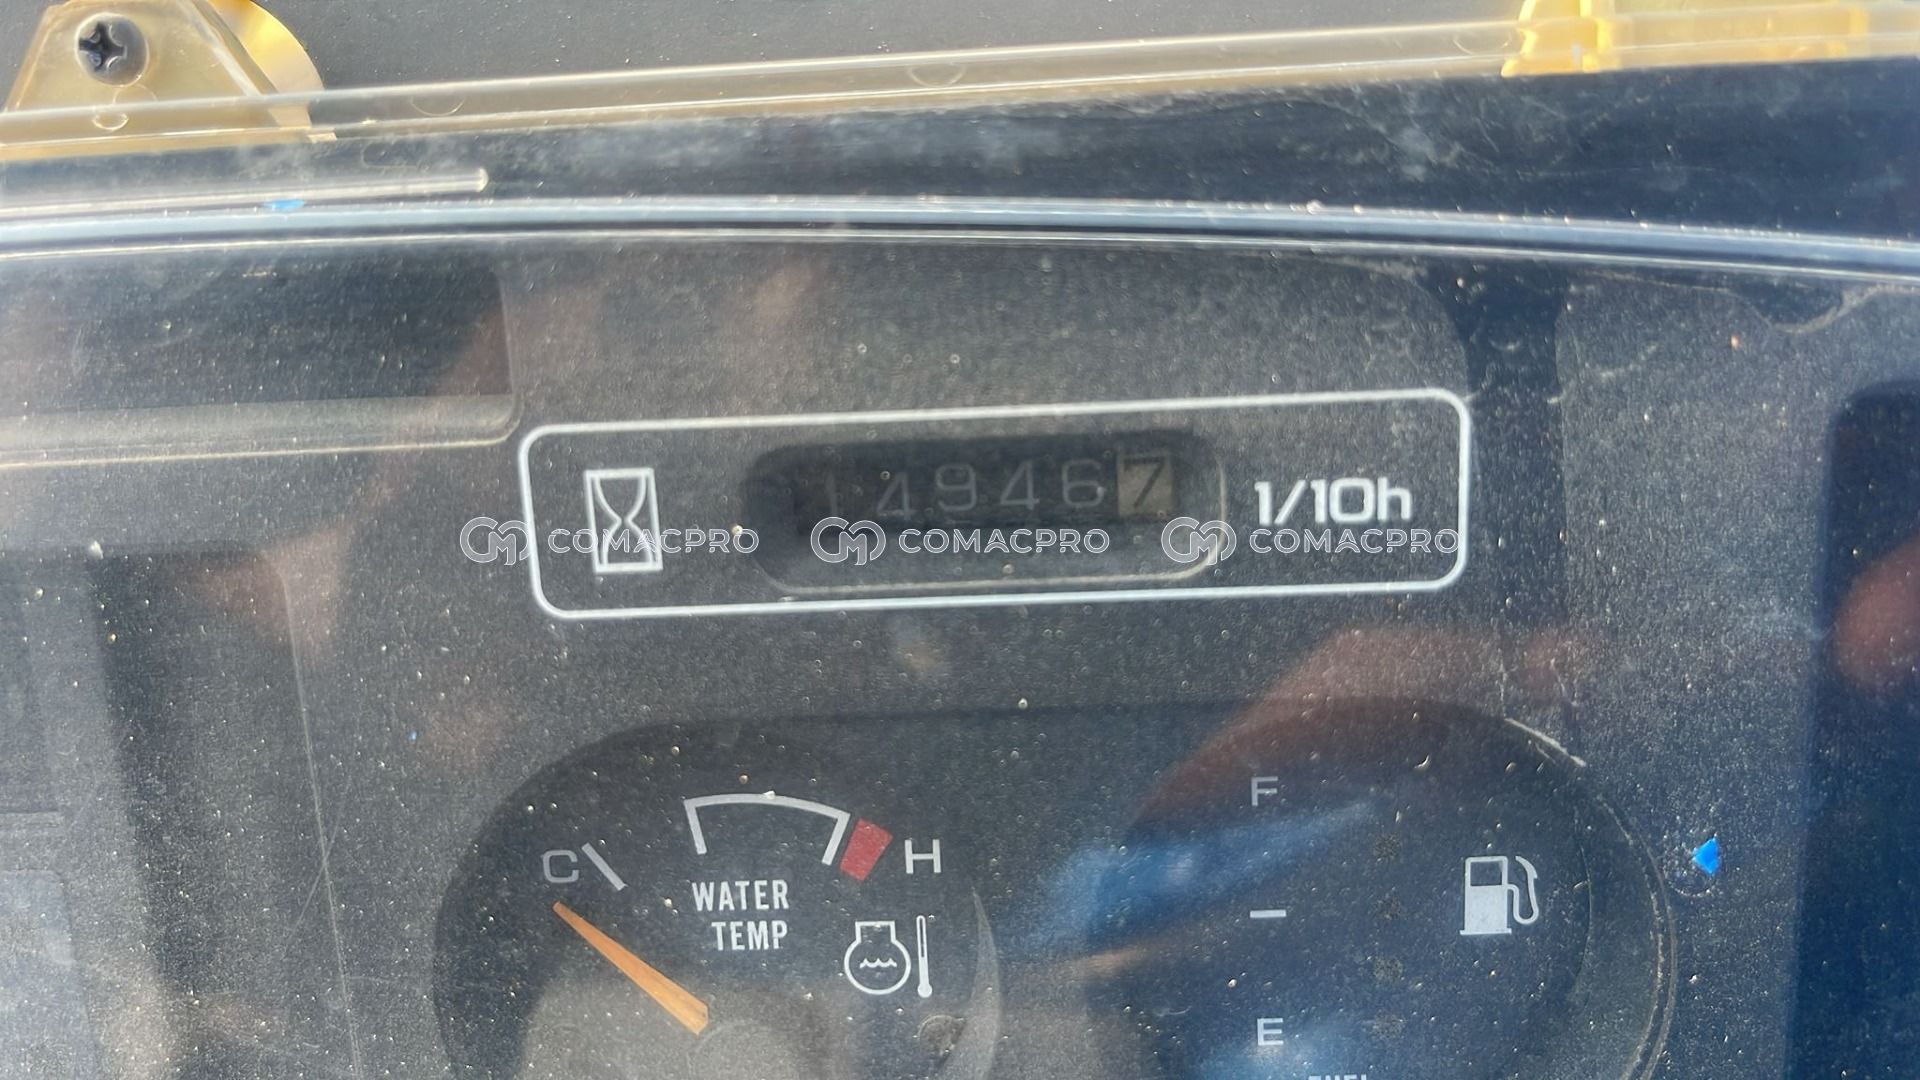 149467 1/10h
COMACPRO COMACPRO COMACPRO
C H
WATER
TEMP
F
E